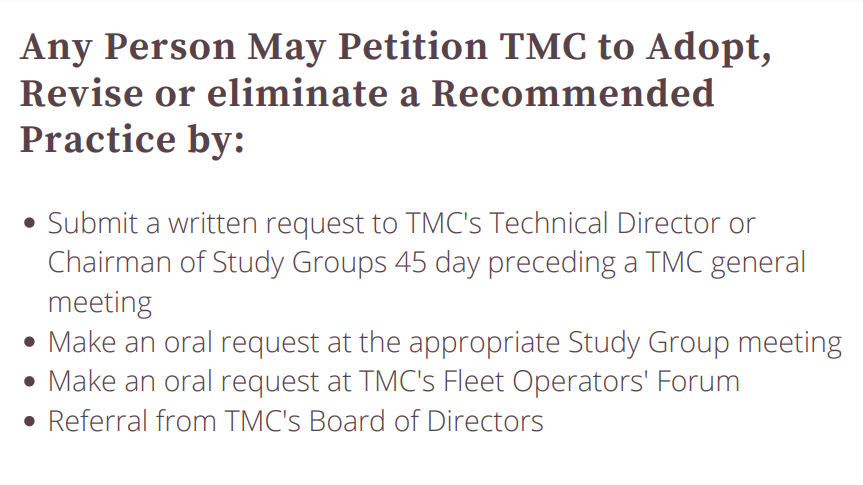 Any Person May Petition TMC to Adopt,
Revise or eliminate a Recommended
Practice by:
• Submit a written request to TMC's Technical Director or
Chairman of Study Groups 45 day preceding a TMC general
meeting
• Make an oral request at the appropriate Study Group meeting
• Make an oral request at TMC's Fleet Operators' Forum
• Referral from TMC's Board of Directors